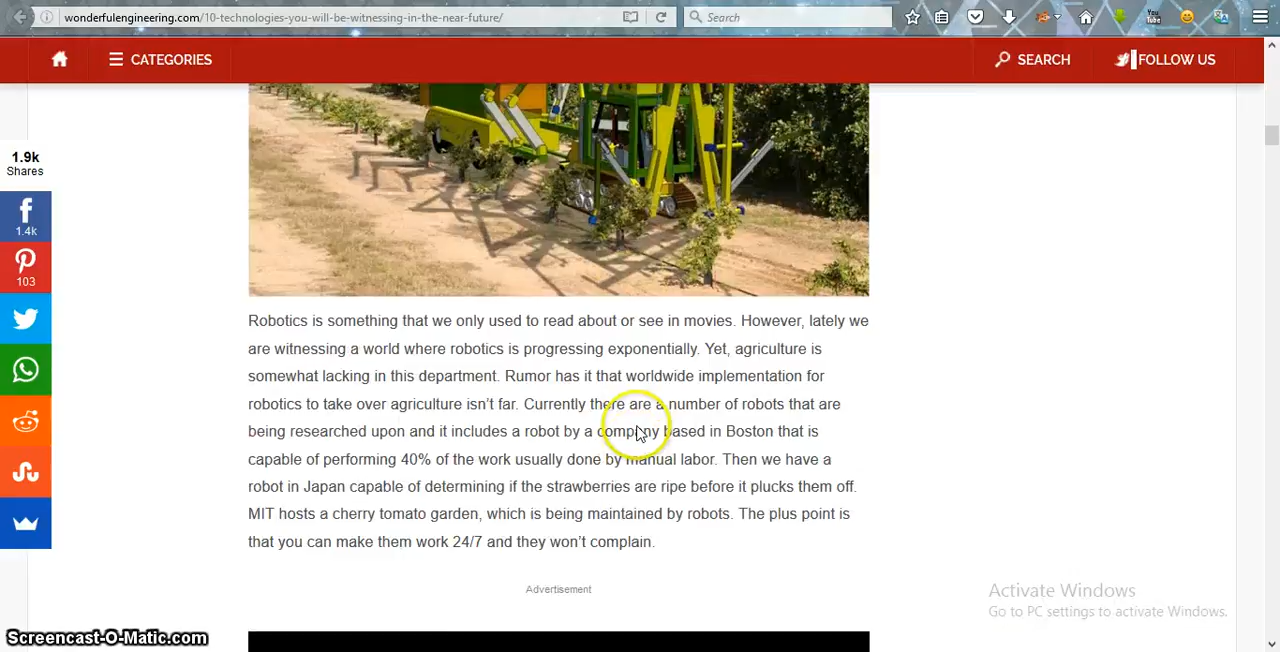 wonderfulengineering.com/10-technologies-you-will-be-witnessing-in-the-near-future/
Search
You
Tube
CATEGORIES
SEARCH
FOLLOW US
1.9k
Shares
1.4k
103
Robotics is something that we only used to read about or see in movies. However, lately we
are witnessing a world where robotics is progressing exponentially. Yet, agriculture is
somewhat lacking in this department. Rumor has it that worldwide implementation for
robotics to take over agriculture isn’t far. Currently there are a number of robots that are
being researched upon and it includes a robot by a company based in Boston that is
capable of performing 40% of the work usually done by manual labor. Then we have a
robot in Japan capable of determining if the strawberries are ripe before it plucks them off.
MIT hosts a cherry tomato garden, which is being maintained by robots. The plus point is
that you can make them work 24/7 and they won’t complain.
Advertisement
Activate Windows
Go to PC settings to activate Windows.
Screencast-O-Matic.com